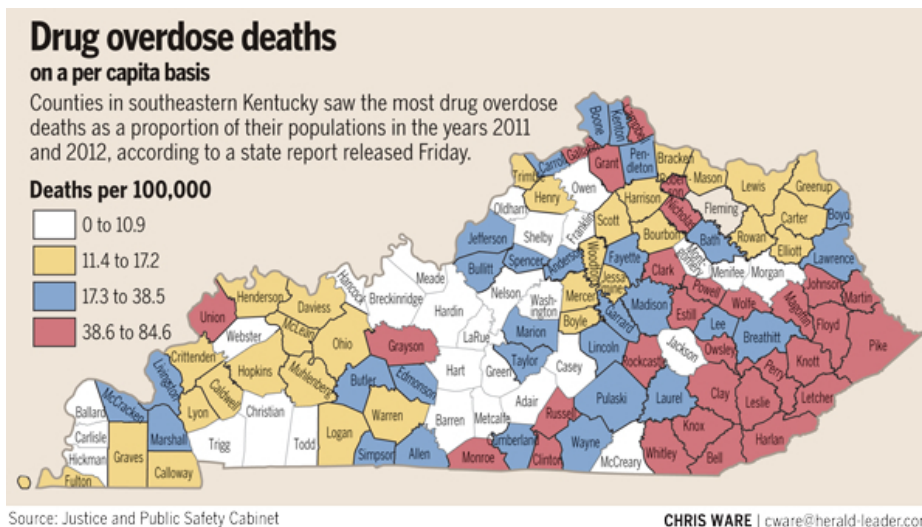 Drug overdose deaths
on a per capita basis
Counties in southeastern Kentucky saw the most drug overdose
deaths as a proportion of their populations in the years 2011
and 2012, according to a state report released Friday.
Deaths per 100,000
0 to 10.9
11.4 to 17.2
17.3 to 38.5
38.6 to 84.6
Boone
Kenton
Campbell
Carroll
Gallatin
Grant
Pen-
dleton
Bracken
Trimble
Owen
Robert-
son
Mason
Lewis
Greenup
Henry
Harrison
Oldham
Nicholas
Fleming
Carter
Boyd
Franklin
Scott
Bourbon
Rowan
Elliott
Jefferson
Shelby
Bath
Lawrence
Woodford
Fayette
Mont-
gomery
Bullitt
Spencer
Anderson
Clark
Menifee
Morgan
Hancock
Meade
Nelson
Mercer
Jessa-
mine
Powell
Johnson
Martin
Henderson
Daviess
Breckinridge
Wash-
ington
Madison
Estill
Wolfe
Magoffin
Union
Hardin
Boyle
Garrard
Lee
Breathitt
Floyd
Webster
McLean
Ohio
Grayson
LaRue
Marion
Lincoln
Jackson
Owsley
Pike
Crittenden
Hopkins
Muhlenberg
Hart
Green
Taylor
Casey
Rockcastle
Perry
Knott
Livingston
Caldwell
Butler
Edmonson
Adair
Pulaski
Laurel
Clay
Leslie
Letcher
Ballard
McCracken
Lyon
Christian
Warren
Barren
Metcalfe
Russell
Knox
Carlisle
Marshall
Trigg
Todd
Logan
Simpson
Allen
Monroe
Cumberland
Clinton
Wayne
McCreary
Whitley
Bell
Harlan
Hickman
Graves
Calloway
Fulton
Source: Justice and Public Safety Cabinet
CHRIS WARE | cware@herald-leader.co